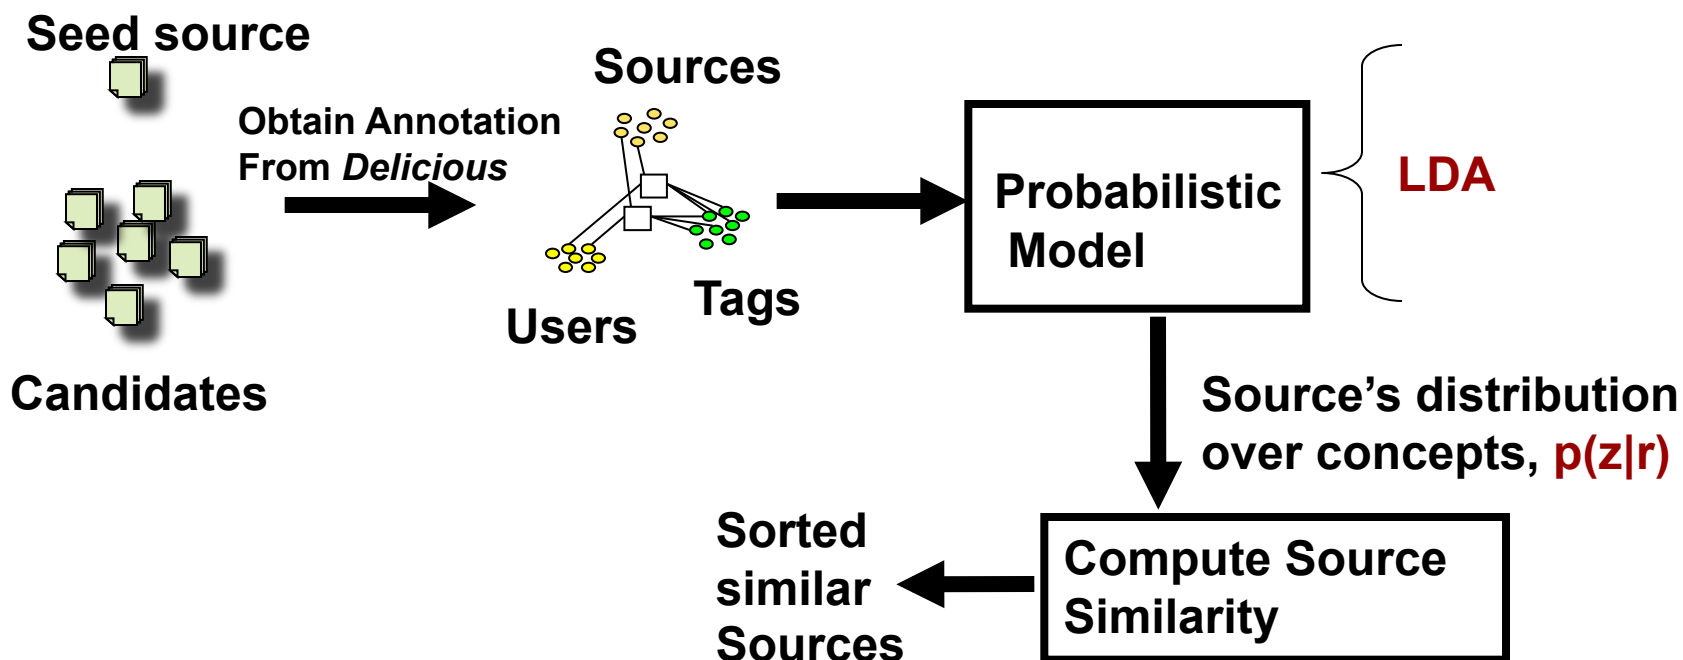 Seed source
Candidates
Obtain Annotation
From Delicious
Sources
Users
Tags
Probabilistic
Model
LDA
Source’s distribution
over concepts, p(z|r)
Compute Source
Similarity
Sorted
similar
Sources